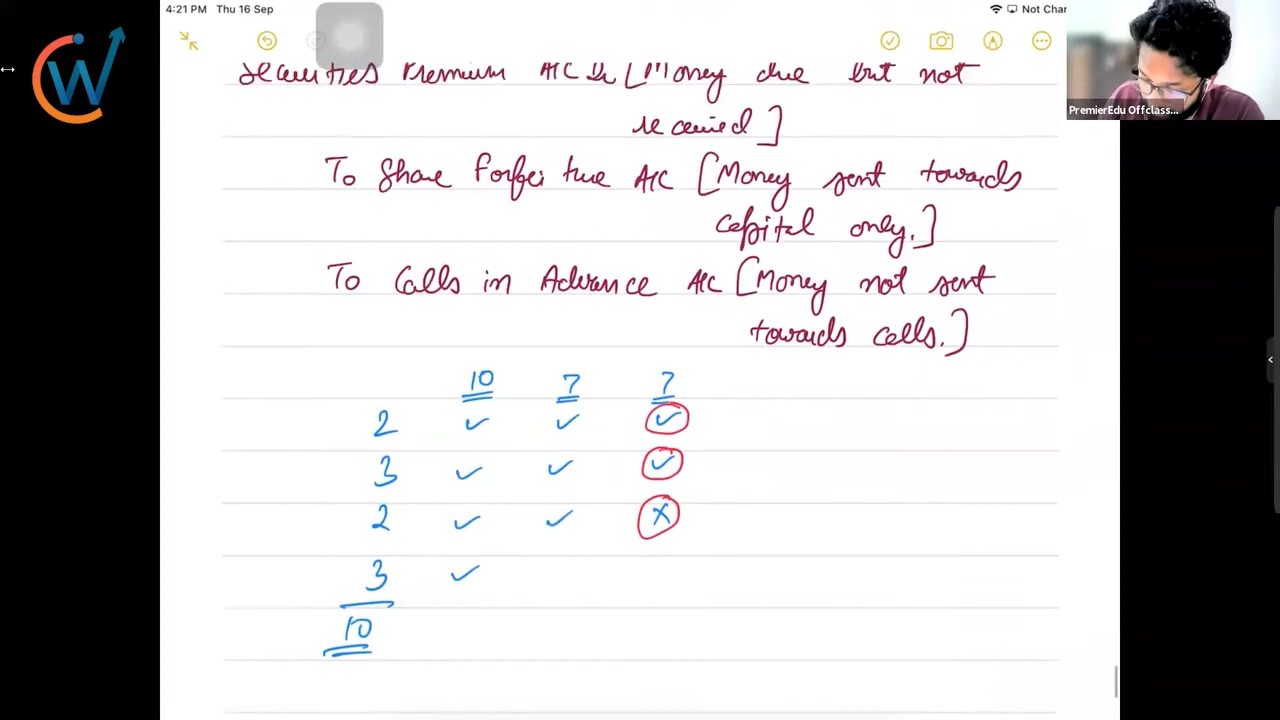 4:21 PM Thu 16 Sep
Not Char
CW
PremierEdu Offclass...
Securities Premium A/C Dr [Money due but not
received]
To Share Forfeiture A/C [Money sent towards
capital only.]
To Calls in Advance A/C [Money not sent
towards calls.]
10 7 7
2 ✓ ✓ ✓
3 ✓ ✓ ✓
2 ✓ ✓ ×
3 ✓
10